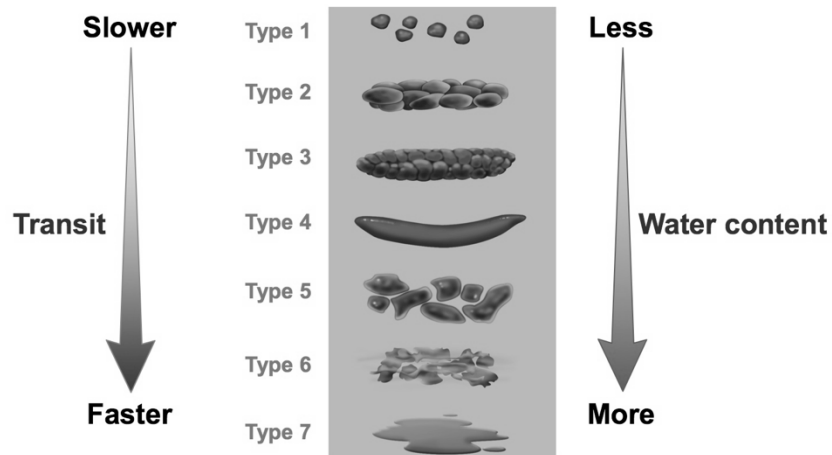 Slower
Type 1
Less
Type 2
Type 3
Transit
Type 4
Water content
Type 5
Type 6
Faster
More
Type 7